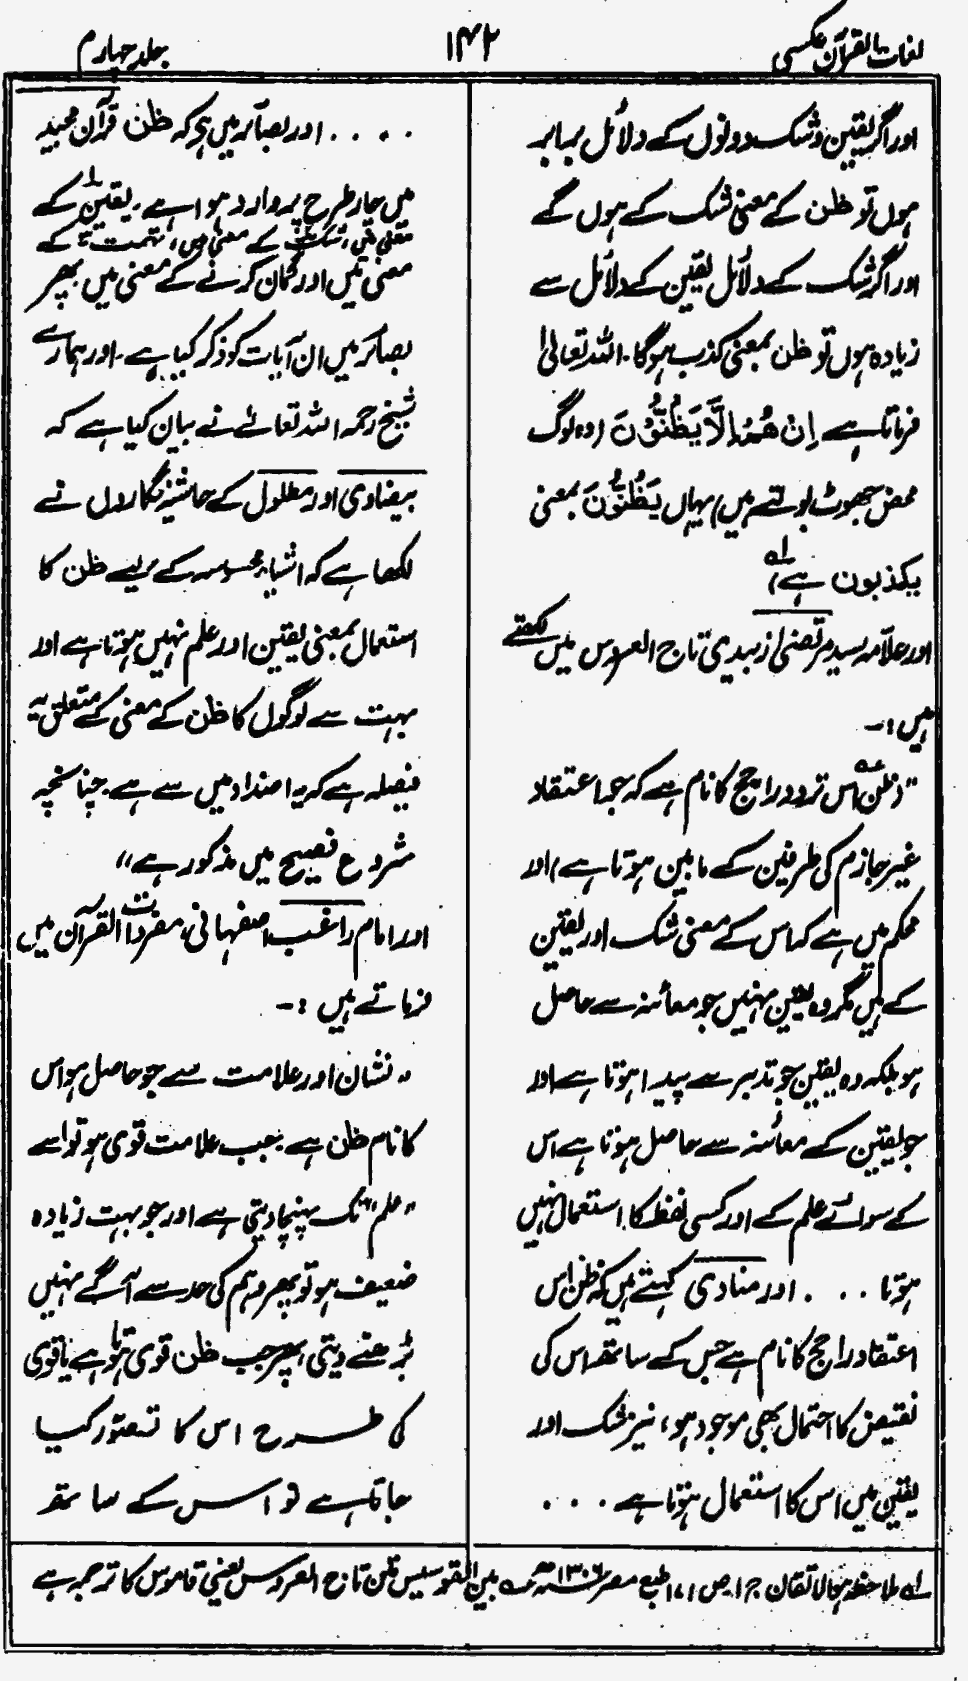 لغات القرآن عکسی
۱۴۲
جلد چہارم
اور اگر یقین وشک دونوں کے دلائل برابر
ہوں تو ظن کے معنی شک کے ہوں گے
اور اگر شک کے دلائل یقین کے دلائل سے
زیادہ ہوں تو ظن بمعنی کذب ہوگا۔ اللہ تعالیٰ
فرماتا ہے اِنْ هُمْ اِلَّا يَظُنُّوْنَ (وہ لوگ
محض جھوٹ بولتے ہیں) یہاں يَظُنُّوْنَ بمعنی
یکذبون ہے) لہ
اور علّامہ سید مرتضیٰ زبیدی تاج العروس میں لکھتے
ہیں:۔
"ظن اس تردد راجح کا نام ہے کہ جو اعتقاد
غیر جازم کی طرفین کے مابین ہوتا ہے، اور
محکم میں ہے کہ اس کے معنی شک اور یقین
کے ہیں مگر وہ یقین نہیں جو معائنہ سے حاصل
ہو بلکہ وہ یقین جو تدبر سے پیدا ہوتا ہے اور
جو یقین کے معائنہ سے حاصل ہوتا ہے اس
کے سوائے علم کے اور کسی لفظ کا استعمال نہیں
ہوتا . . . اور مناوی کہتے ہیں کہ ظن اس
اعتقاد راجح کا نام ہے جس کے ساتھ اس کی
نقیض کا احتمال بھی موجود ہو، نیز شک اور
یقین میں اس کا استعمال ہوتا ہے . . .
. . . . اور بصائر میں ہے کہ ظن قرآن مجید
میں چار طرح پر وارد ہوا ہے۔ یقین کے
معنی میں، شک کے معنی میں، تہمت کے
معنی میں اور گمان کرنے کے معنی میں پھر
بصائر میں ان آیات کو ذکر کیا ہے۔ اور ہمارے
شیخ رحمہ اللہ تعالےٰ نے بیان کیا ہے کہ
بیضاوی اور مطول کے حاشیہ نگاروں نے
لکھا ہے کہ اشیاء محسوسہ کے لیے ظن کا
استعمال بمعنی یقین اور علم نہیں ہوتا ہے اور
بہت سے لوگوں کا ظن کے معنی کے متعلق یہ
فیصلہ ہے کہ یہ اضداد میں سے ہے۔ چنانچہ
شروع فصیح میں مذکور ہے"
اور امام راغب اصفہانی، مفردات القرآن میں
فرماتے ہیں :۔
"نشان اور علامت سے جو حاصل ہو اس
کا نام ظن ہے۔ جب علامت قوی ہو تو اسے
"علم" تک پہنچا دیتی ہے اور جو بہت زیادہ
ضعیف ہو تو پھر وہم کی حد سے آگے نہیں
بڑھنے دیتی، پھر جب ظن قوی ہوتا ہے یا قوی
کی طرح اس کا تصور کیا
جاتا ہے تو اس کے ساتھ
لہ ملاحظہ ہو الاتقان ج ۱ ص ۱۷۱ طبع مصر ۱۳۰۶ھ ۲ہ بین القوسین متن تاج العروس یعنی قاموس کا ترجمہ ہے